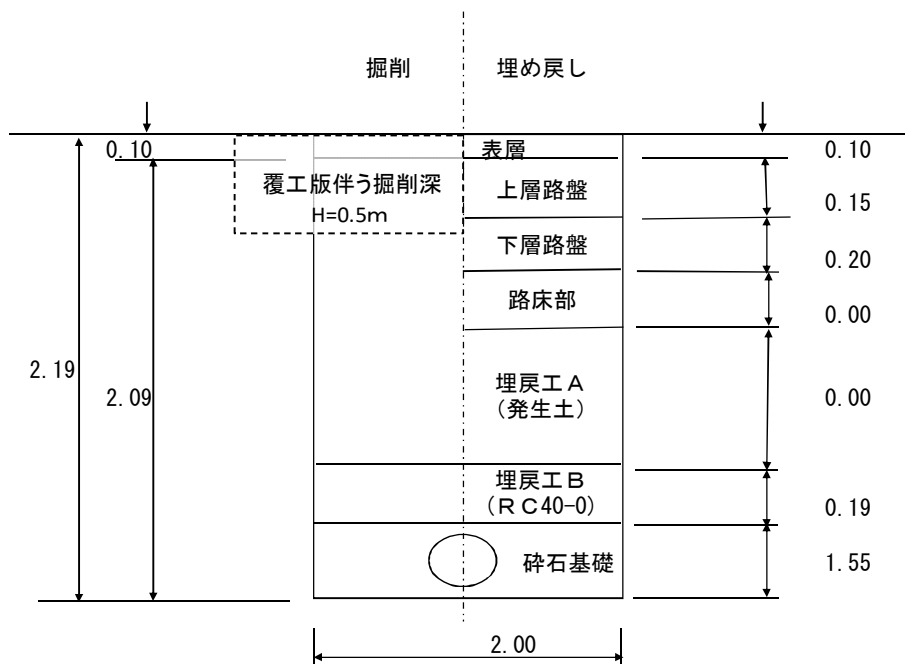 掘削 埋め戻し
0.10 表層 0.10
覆工版伴う掘削深 上層路盤 0.15
H=0.5m
下層路盤 0.20
路床部 0.00
2.19
2.09
埋戻工A 0.00
(発生土)
埋戻工B
(RC40-0) 0.19
砕石基礎 1.55
2.00